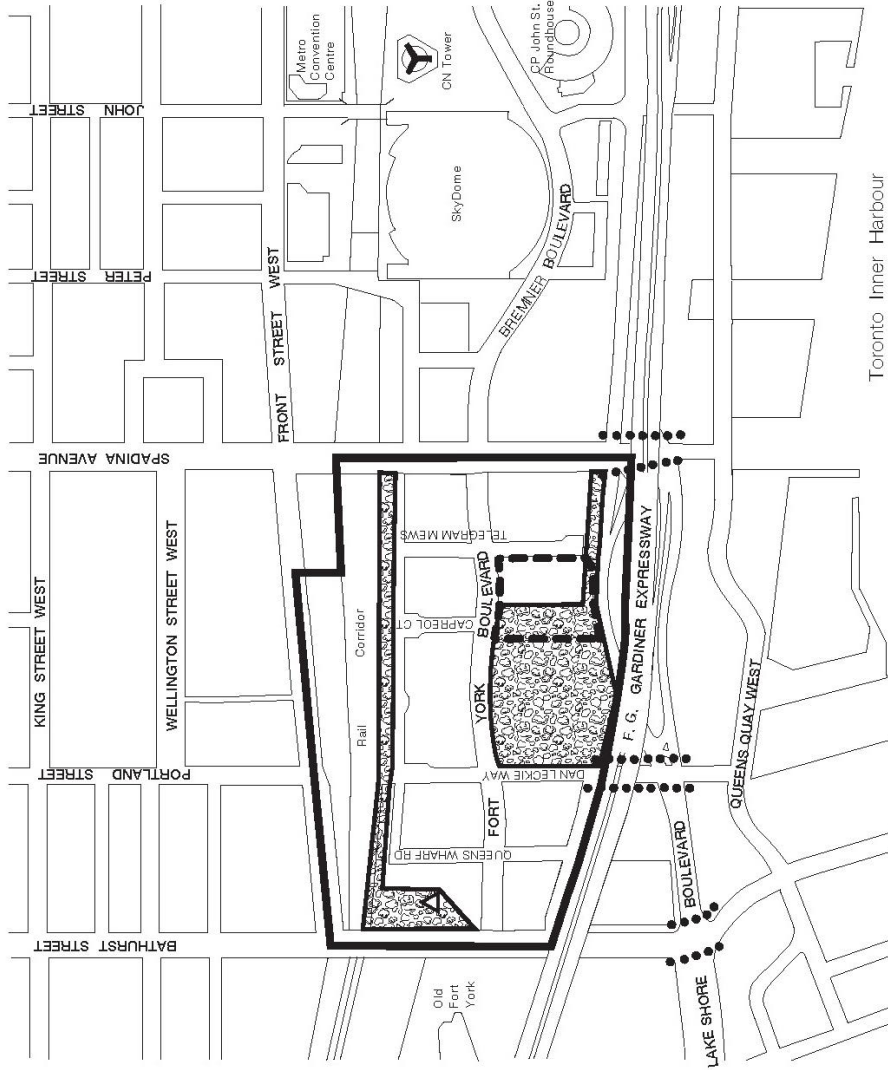 JOHN STREET
Metro
Convention
Centre
CN Tower
CP John St.
Roundhouse
PETER STREET
SkyDome
FRONT STREET WEST
BREMNER BOULEVARD
Toronto Inner Harbour
SPADINA AVENUE
KING STREET WEST
WELLINGTON STREET WEST
Rail Corridor
TELEGRAM MEWS
CAPREOL CT
FORT YORK BOULEVARD
F. G. GARDINER EXPRESSWAY
QUEENS QUAY WEST
PORTLAND STREET
DAN LECKIE WAY
QUEENS WHARF RD
BATHURST STREET
Old
Fort
York
LAKE SHORE BOULEVARD